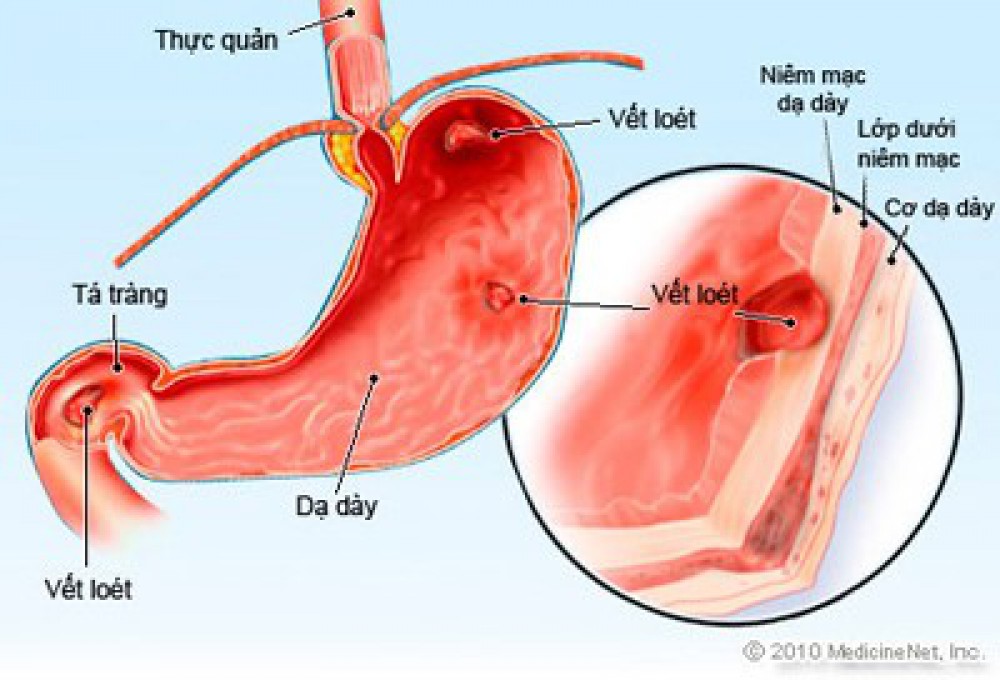 Thực quản
Niêm mạc
dạ dày
Vết loét
Lớp dưới
niêm mạc
Cơ dạ dày
Tá tràng
Vết loét
Dạ dày
Vết loét
© 2010 MedicineNet, Inc.